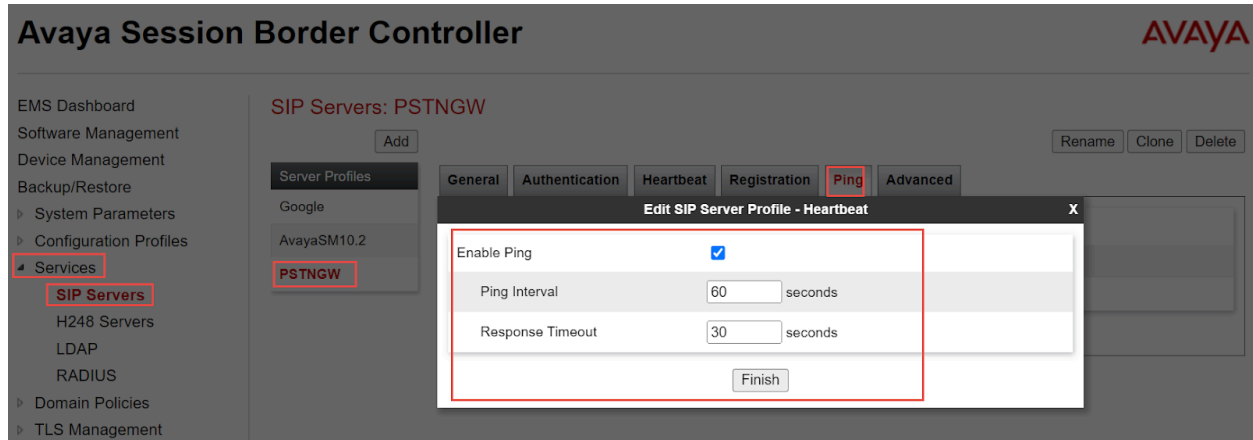 Avaya Session Border Controller
AVAYA
EMS Dashboard
Software Management
Device Management
Backup/Restore
System Parameters
Configuration Profiles
Services
SIP Servers
H248 Servers
LDAP
RADIUS
Domain Policies
TLS Management
SIP Servers: PSTNGW
Add
Rename Clone Delete
Server Profiles
Google
AvayaSM10.2
PSTNGW
General Authentication Heartbeat Registration Ping Advanced
Edit SIP Server Profile - Heartbeat X
Enable Ping
Ping Interval 60 seconds
Response Timeout 30 seconds
Finish